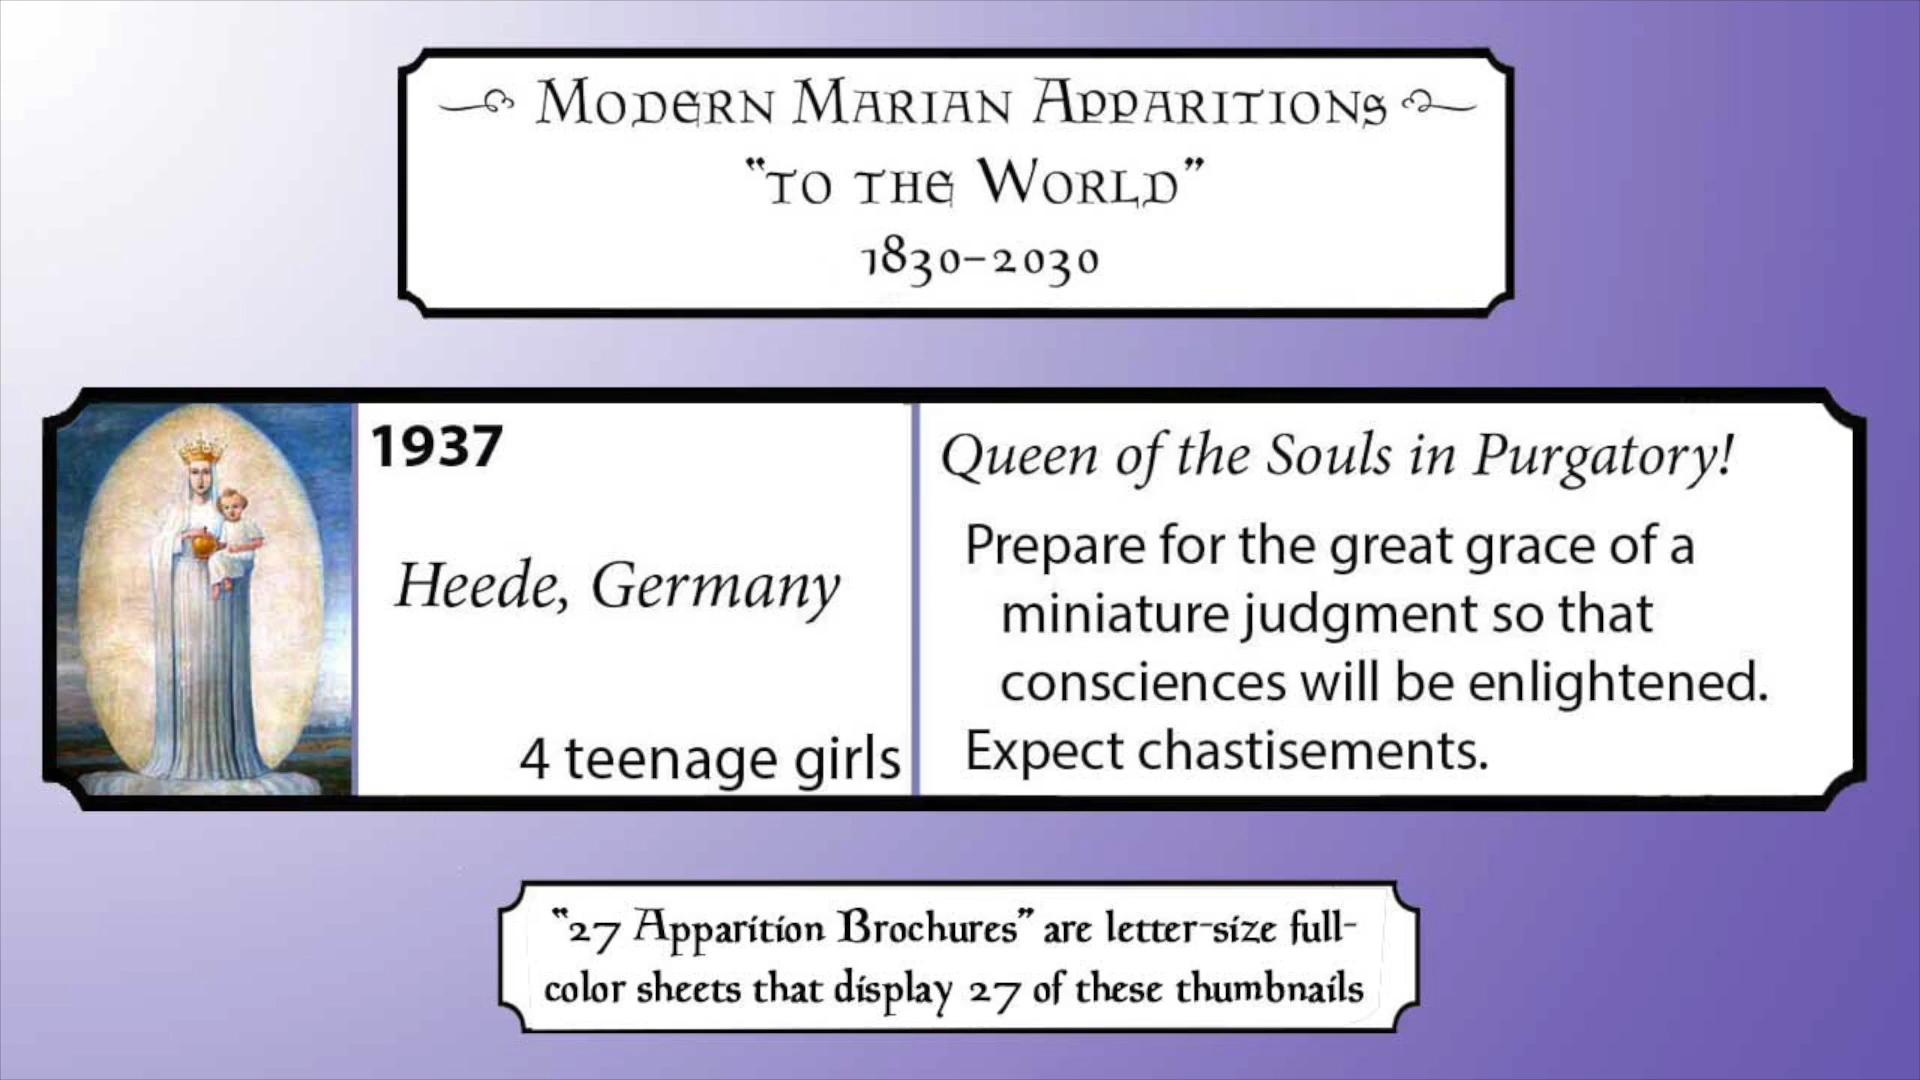 Modern Marian Apparitions
“to the World”
1830–2030
1937
Heede, Germany
4 teenage girls
Queen of the Souls in Purgatory!
Prepare for the great grace of a
miniature judgment so that
consciences will be enlightened.
Expect chastisements.
“27 Apparition Brochures” are letter-size full-
color sheets that display 27 of these thumbnails